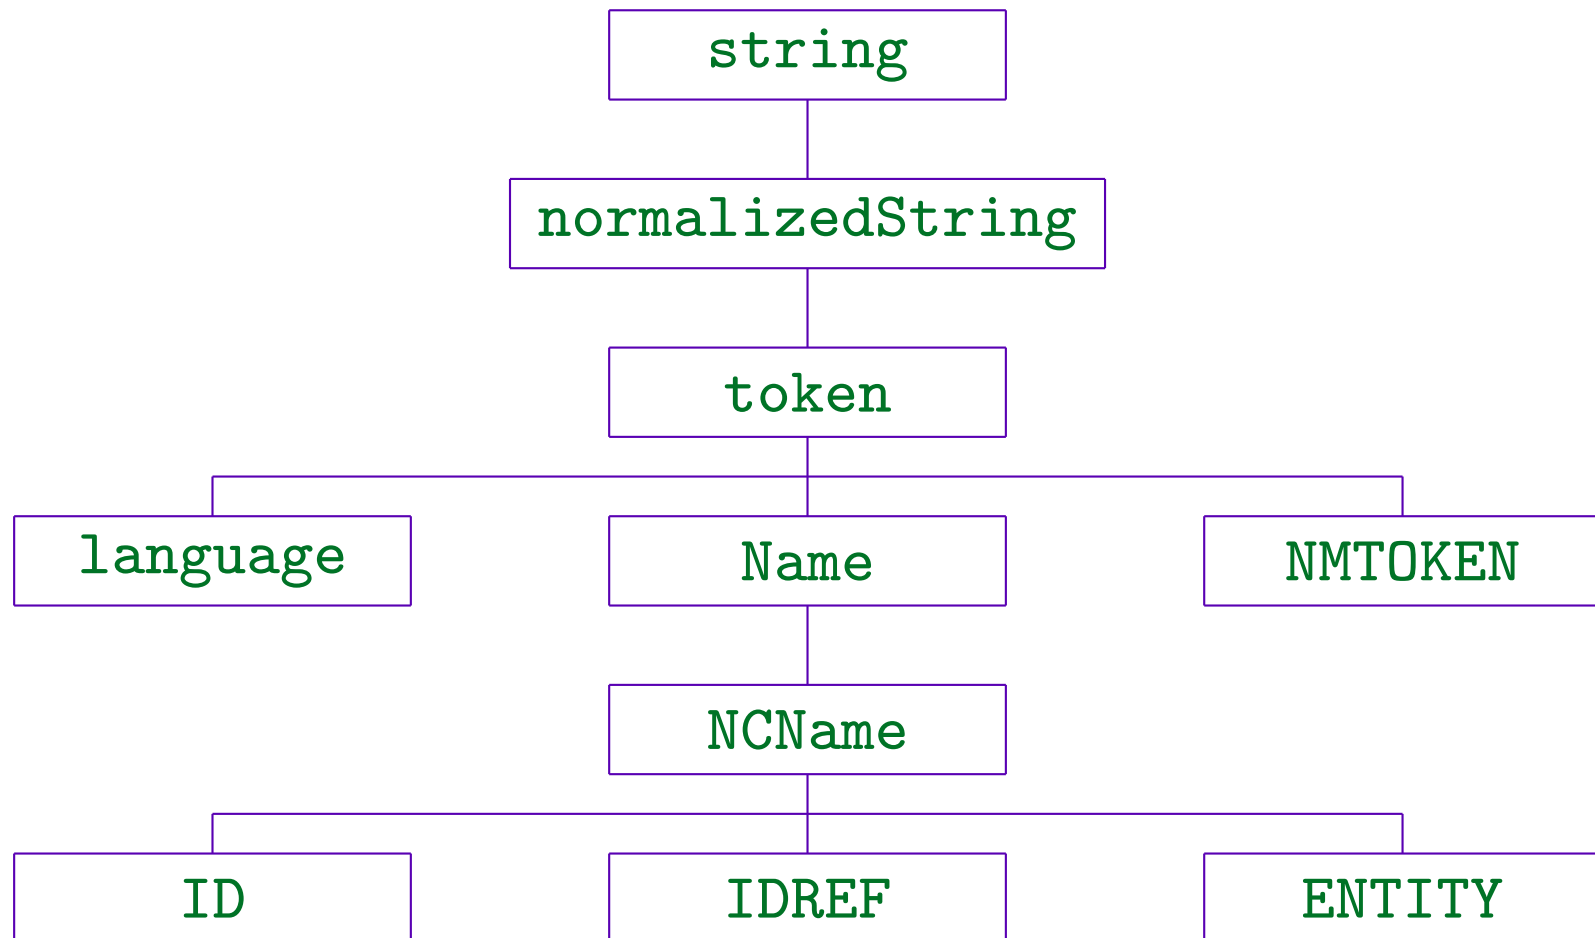 string
normalizedString
token
language Name NMTOKEN
NCName
ID IDREF ENTITY